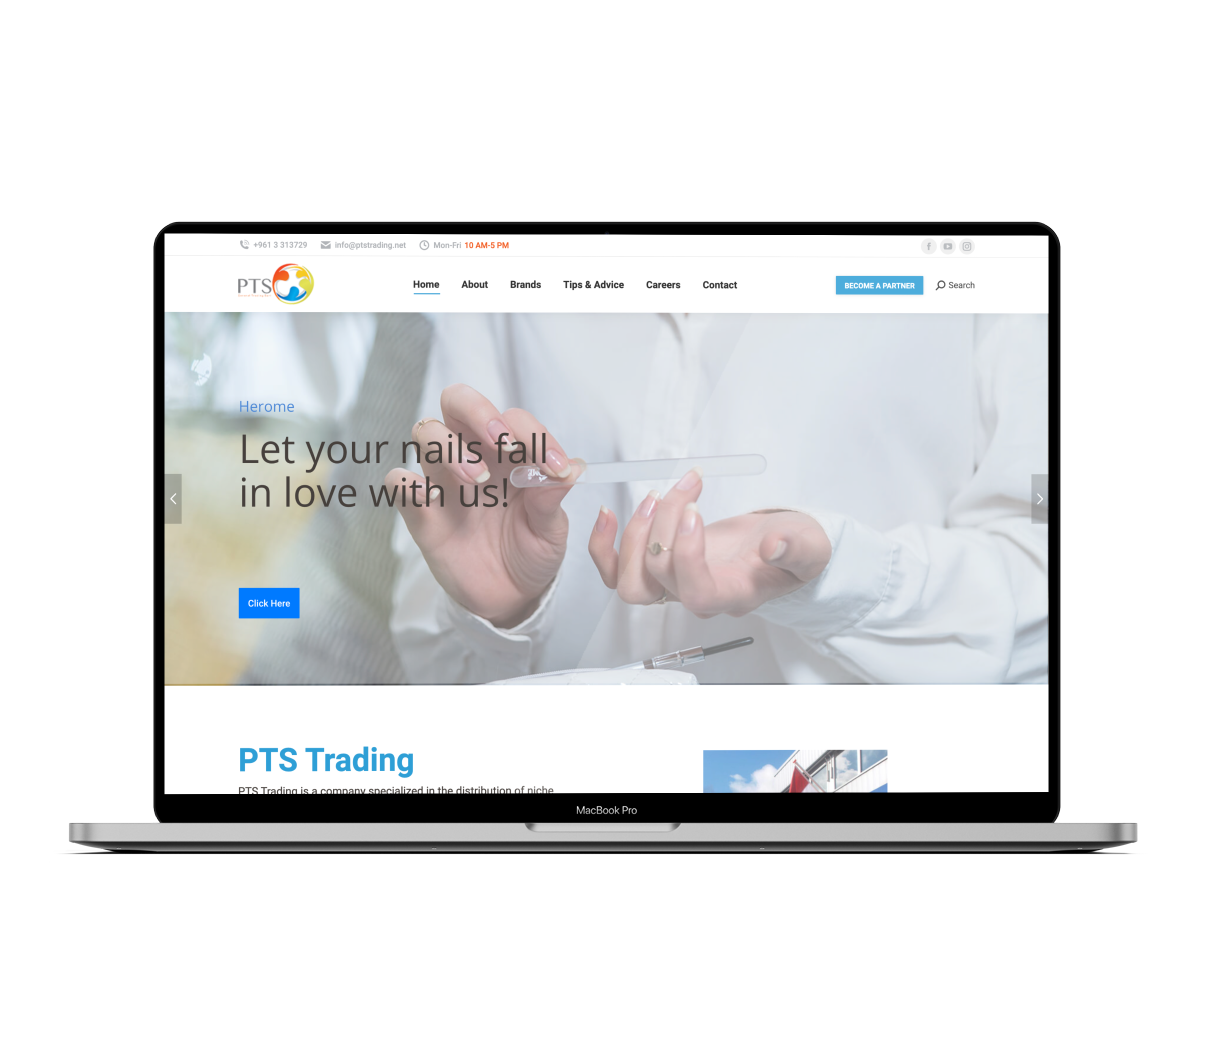 +961 3 313729
info@ptstrading.net
Mon-Fri 10 AM-5 PM
PTS
Home
About
Brands
Tips & Advice
Careers
Contact
BECOME A PARTNER
Search
Herome
Let your nails fall
in love with us!
Click Here
PTS Trading
PTS Trading is a company specialized in the distribution of niche
MacBook Pro